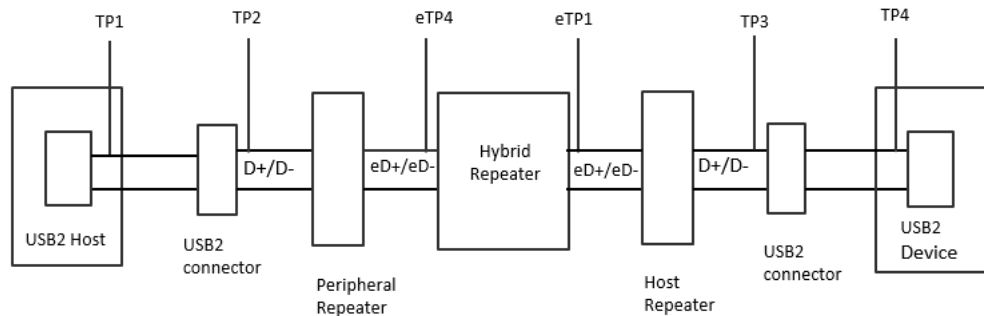 TP1
TP2
eTP4
eTP1
TP3
TP4
USB2 Host
USB2
connector
D+/D-
Peripheral
Repeater
eD+/eD-
Hybrid
Repeater
eD+/eD-
Host
Repeater
D+/D-
USB2
connector
USB2
Device